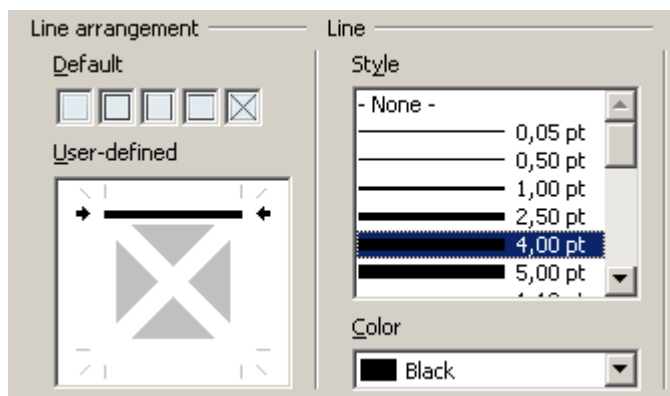 Line arrangement
Default
User-defined
Line
Style
- None -
0,05 pt
0,50 pt
1,00 pt
2,50 pt
4,00 pt
5,00 pt
Color
Black